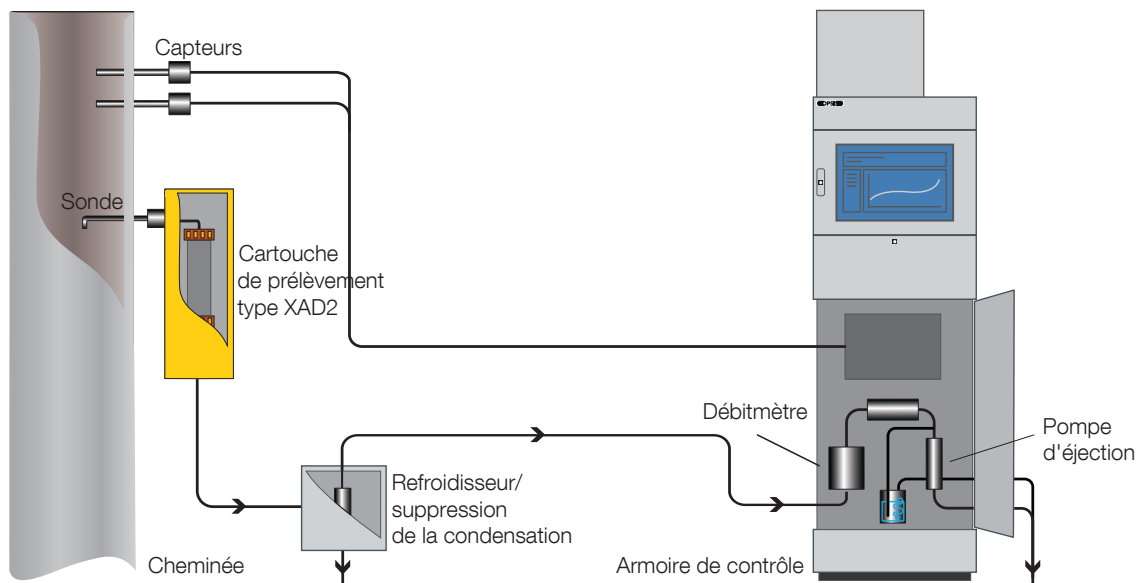 Capteurs
OPSIS
Sonde
Cartouche
de prélèvement
type XAD2
Débitmètre
Pompe
d'éjection
Refroidisseur/
suppression
de la condensation
Cheminée
Armoire de contrôle